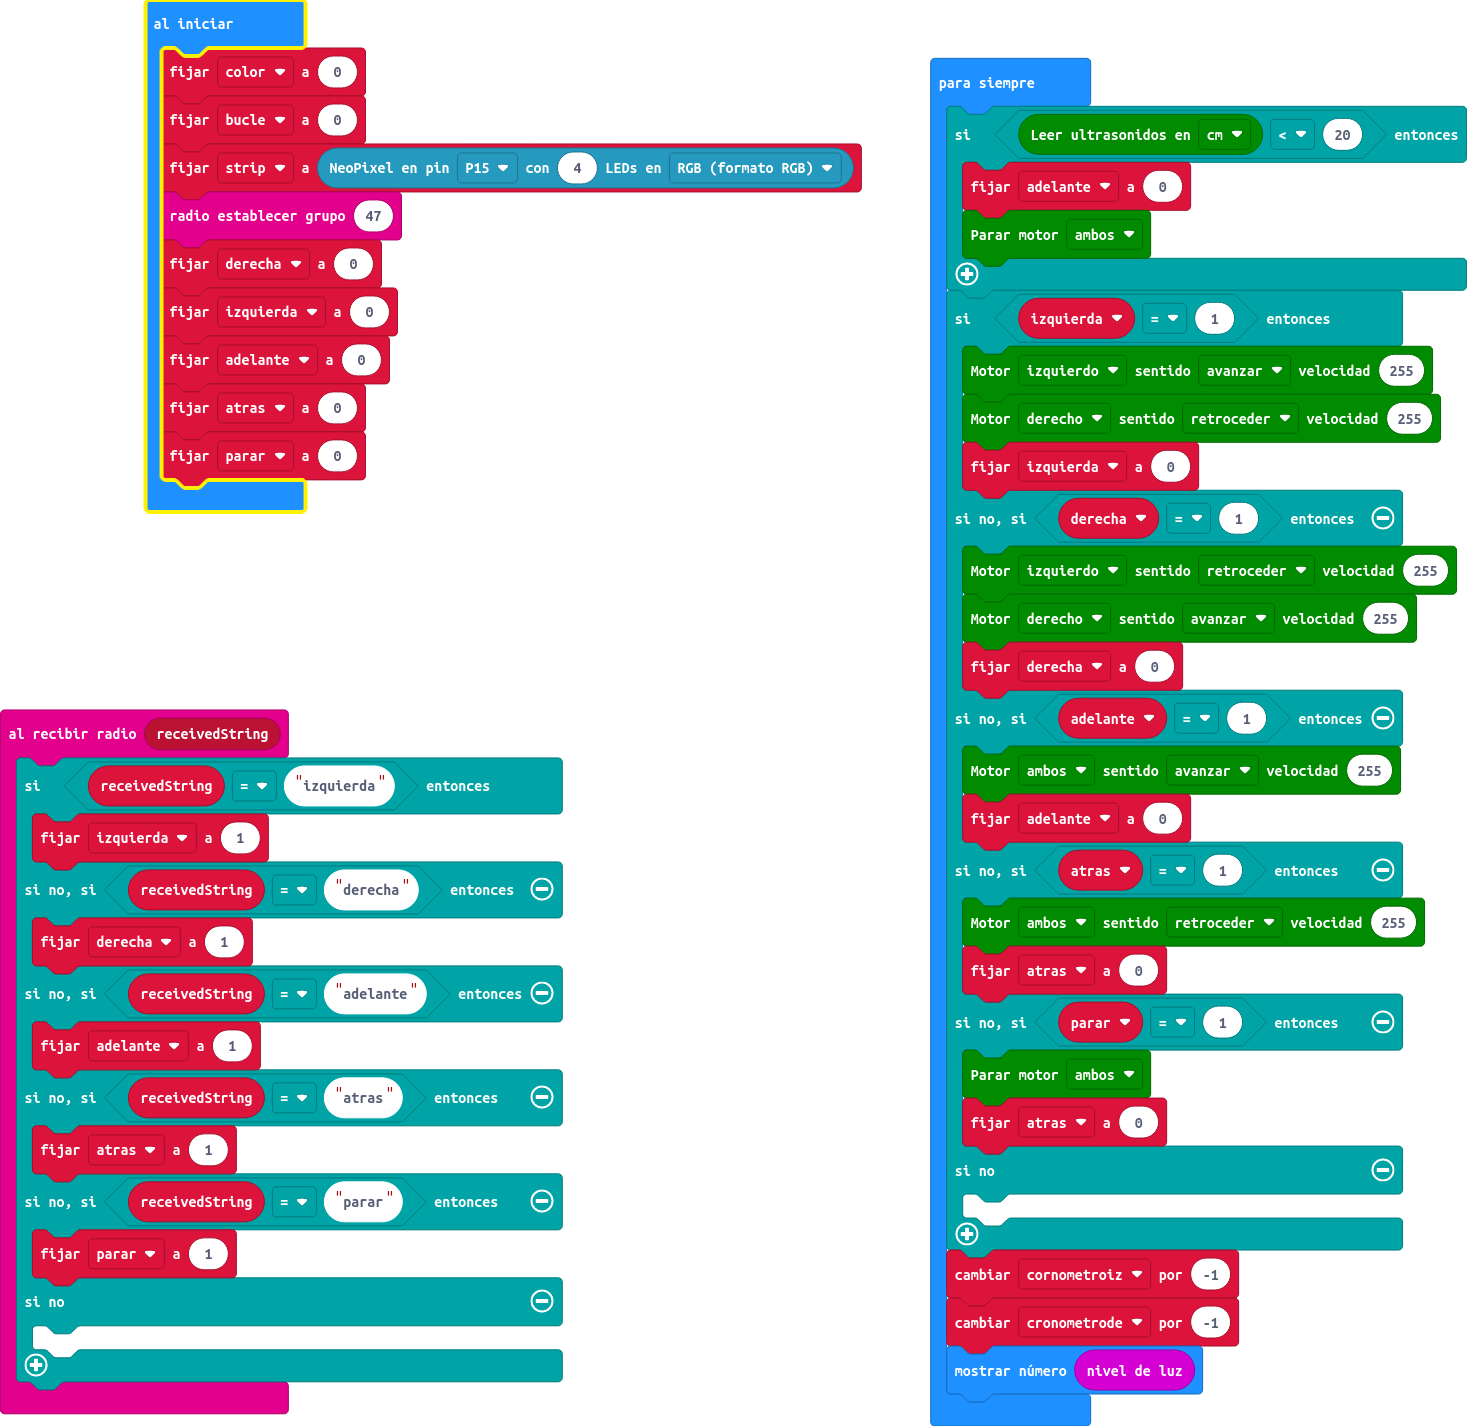 al iniciar
fijar color a 0
fijar bucle a 0
fijar strip a NeoPixel en pin P15 con 4 LEDs en RGB (formato RGB)
radio establecer grupo 47
fijar derecha a 0
fijar izquierda a 0
fijar adelante a 0
fijar atras a 0
fijar parar a 0
al recibir radio receivedString
si receivedString = "izquierda" entonces
fijar izquierda a 1
si no, si receivedString = "derecha" entonces
fijar derecha a 1
si no, si receivedString = "adelante" entonces
fijar adelante a 1
si no, si receivedString = "atras" entonces
fijar atras a 1
si no, si receivedString = "parar" entonces
fijar parar a 1
si no
para siempre
si Leer ultrasonidos en cm < 20 entonces
fijar adelante a 0
Parar motor ambos
si izquierda = 1 entonces
Motor izquierdo sentido avanzar velocidad 255
Motor derecho sentido retroceder velocidad 255
fijar izquierda a 0
si no, si derecha = 1 entonces
Motor izquierdo sentido retroceder velocidad 255
Motor derecho sentido avanzar velocidad 255
fijar derecha a 0
si no, si adelante = 1 entonces
Motor ambos sentido avanzar velocidad 255
fijar adelante a 0
si no, si atras = 1 entonces
Motor ambos sentido retroceder velocidad 255
fijar atras a 0
si no, si parar = 1 entonces
Parar motor ambos
fijar atras a 0
si no
cambiar cornometroiz por -1
cambiar cronometrode por -1
mostrar número nivel de luz